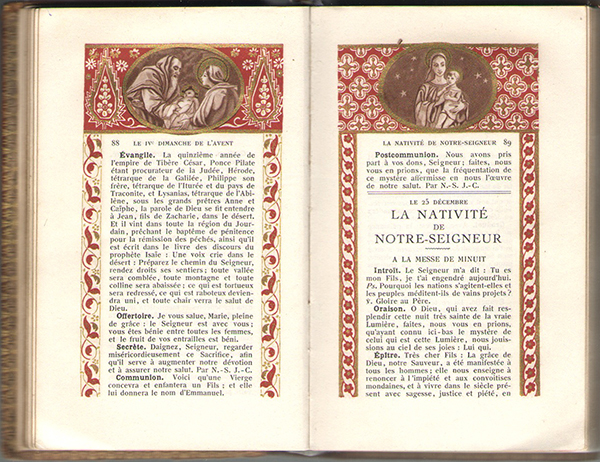 88 LE IVᵉ DIMANCHE DE L'AVENT
Évangile. La quinzième année de
l'empire de Tibère César, Ponce Pilate
étant procurateur de la Judée, Hérode,
tétrarque de la Galilée, Philippe son
frère, tétrarque de l'Iturée et du pays de
Traconite, et Lysanias, tétrarque de l'Abi-
lène, sous les grands prêtres Anne et
Caïphe, la parole de Dieu se fit entendre
à Jean, fils de Zacharie, dans le désert.
Et il vint dans toute la région du Jour-
dain, prêchant le baptême de pénitence
pour la rémission des péchés, ainsi qu'il
est écrit dans le livre des discours du
prophète Isaïe : Une voix crie dans le
désert : Préparez le chemin du Seigneur,
rendez droits ses sentiers; toute vallée
sera comblée, toute montagne et toute
colline sera abaissée : ce qui est tortueux
sera redressé, ce qui est raboteux devien-
dra uni, et toute chair verra le salut de
Dieu.
Offertoire. Je vous salue, Marie, pleine
de grâce : le Seigneur est avec vous;
vous êtes bénie entre toutes les femmes,
et le fruit de vos entrailles est béni.
Secrète. Daignez, Seigneur, regarder
miséricordieusement ce Sacrifice, afin
qu'il serve à augmenter notre dévotion
et à assurer notre salut. Par N.-S. J.-C.
Communion. Voici qu'une Vierge
concevra et enfantera un Fils; et elle
lui donnera le nom d'Emmanuel.
LA NATIVITÉ DE NOTRE-SEIGNEUR 89
Postcommunion. Nous avons pris
part à vos dons, Seigneur; faites, nous
vous en prions, que la fréquentation de
ce mystère affermisse en nous l'œuvre
de notre salut. Par N.-S. J.-C.
LE 25 DÉCEMBRE
LA NATIVITÉ
DE
NOTRE-SEIGNEUR
A LA MESSE DE MINUIT
Introït. Le Seigneur m'a dit : Tu es
mon Fils, je t'ai engendré aujourd'hui.
Ps. Pourquoi les nations s'agitent-elles et
les peuples méditent-ils de vains projets?
℣. Gloire au Père.
Oraison. O Dieu, qui avez fait res-
plendir cette nuit très sainte de la vraie
Lumière, faites, nous vous en prions,
qu'ayant connu ici-bas le mystère de
celui qui est cette Lumière, nous jouis-
sions au ciel de ses joies : Lui qui.
Épître. Très cher Fils : La grâce de
Dieu, notre Sauveur, a été manifestée à
tous les hommes; elle nous enseigne à
renoncer à l'impiété et aux convoitises
mondaines, et à vivre dans le siècle prés-
ent avec sagesse, justice et piété, en